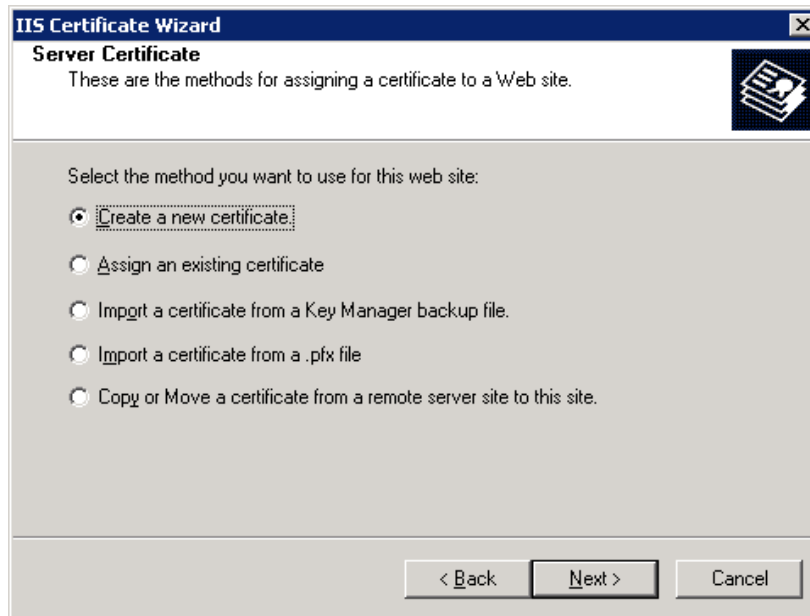 IIS Certificate Wizard
Server Certificate
These are the methods for assigning a certificate to a Web site.
Select the method you want to use for this web site:
Create a new certificate.
Assign an existing certificate
Import a certificate from a Key Manager backup file.
Import a certificate from a .pfx file
Copy or Move a certificate from a remote server site to this site.
< Back Next > Cancel